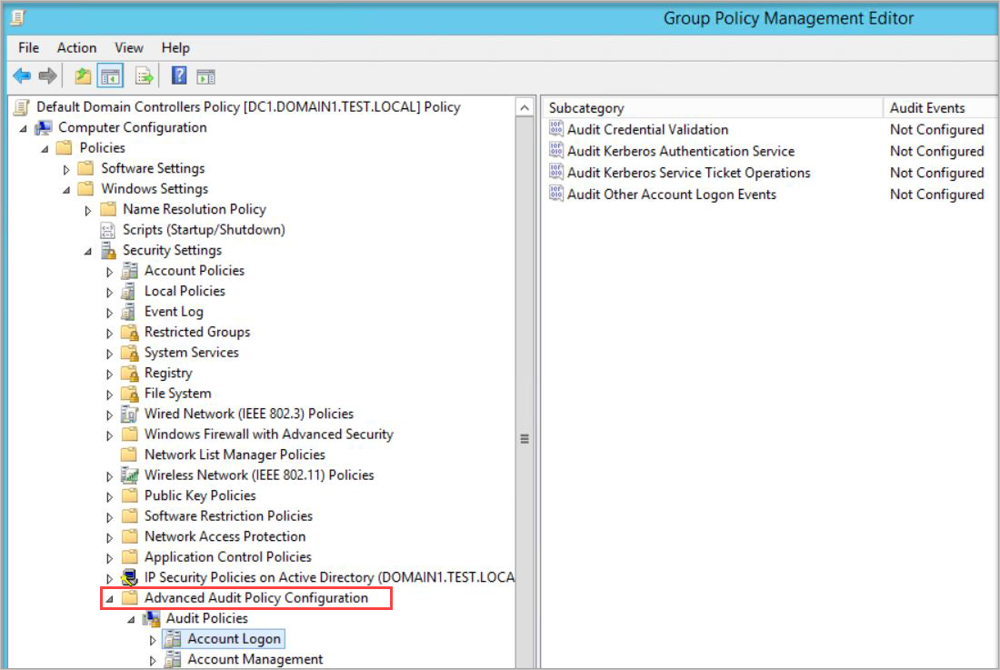 Group Policy Management Editor
File Action View Help
Default Domain Controllers Policy [DC1.DOMAIN1.TEST.LOCAL] Policy
Computer Configuration
Policies
Software Settings
Windows Settings
Name Resolution Policy
Scripts (Startup/Shutdown)
Security Settings
Account Policies
Local Policies
Event Log
Restricted Groups
System Services
Registry
File System
Wired Network (IEEE 802.3) Policies
Windows Firewall with Advanced Security
Network List Manager Policies
Wireless Network (IEEE 802.11) Policies
Public Key Policies
Software Restriction Policies
Network Access Protection
Application Control Policies
IP Security Policies on Active Directory (DOMAIN1.TEST.LOCA
Advanced Audit Policy Configuration
Audit Policies
Account Logon
Account Management
Subcategory Audit Events
Audit Credential Validation Not Configured
Audit Kerberos Authentication Service Not Configured
Audit Kerberos Service Ticket Operations Not Configured
Audit Other Account Logon Events Not Configured